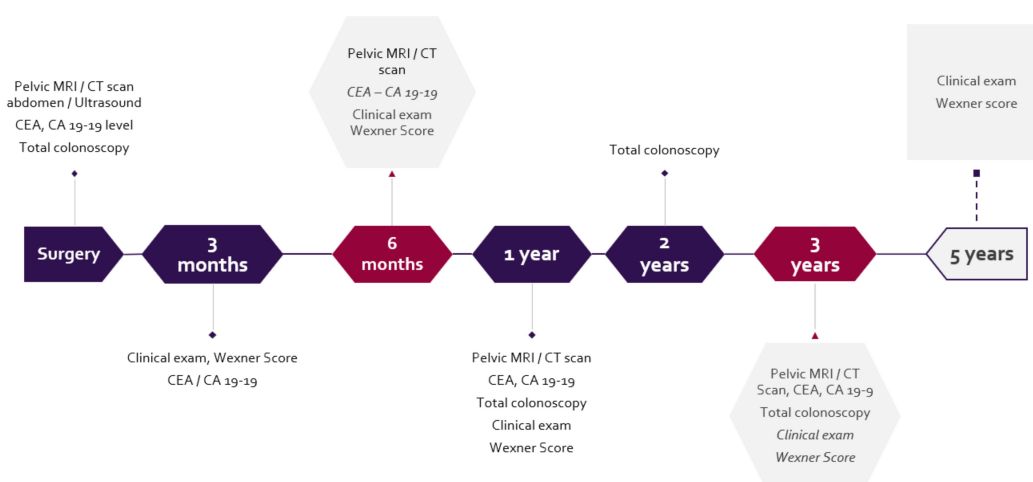 Pelvic MRI / CT scan
abdomen / Ultrasound
CEA, CA 19-19 level
Total colonoscopy
Pelvic MRI / CT
scan
CEA – CA 19-19
Clinical exam
Wexner Score
Total colonoscopy
Clinical exam
Wexner score
Surgery
3
months
6
months
1 year
2
years
3
years
5 years
Clinical exam, Wexner Score
CEA / CA 19-19
Pelvic MRI / CT scan
CEA, CA 19-19
Total colonoscopy
Clinical exam
Wexner Score
Pelvic MRI / CT
Scan, CEA, CA 19-9
Total colonoscopy
Clinical exam
Wexner Score